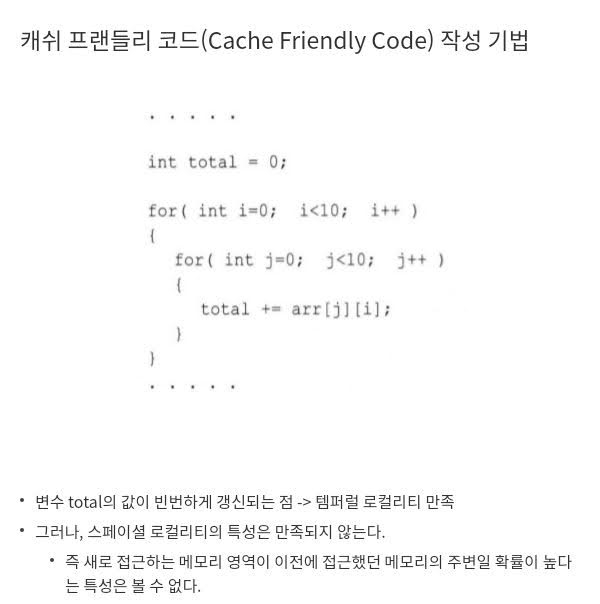 캐쉬 프랜들리 코드(Cache Friendly Code) 작성 기법
. . . . .
int total = 0;
for( int i=0; i<10; i++ )
{
for( int j=0; j<10; j++ )
{
total += arr[j][i];
}
}
. . . . .
• 변수 total의 값이 빈번하게 갱신되는 점 -> 템퍼럴 로컬리티 만족
• 그러나, 스페이셜 로컬리티의 특성은 만족되지 않는다.
• 즉 새로 접근하는 메모리 영역이 이전에 접근했던 메모리의 주변일 확률이 높다
는 특성은 볼 수 없다.